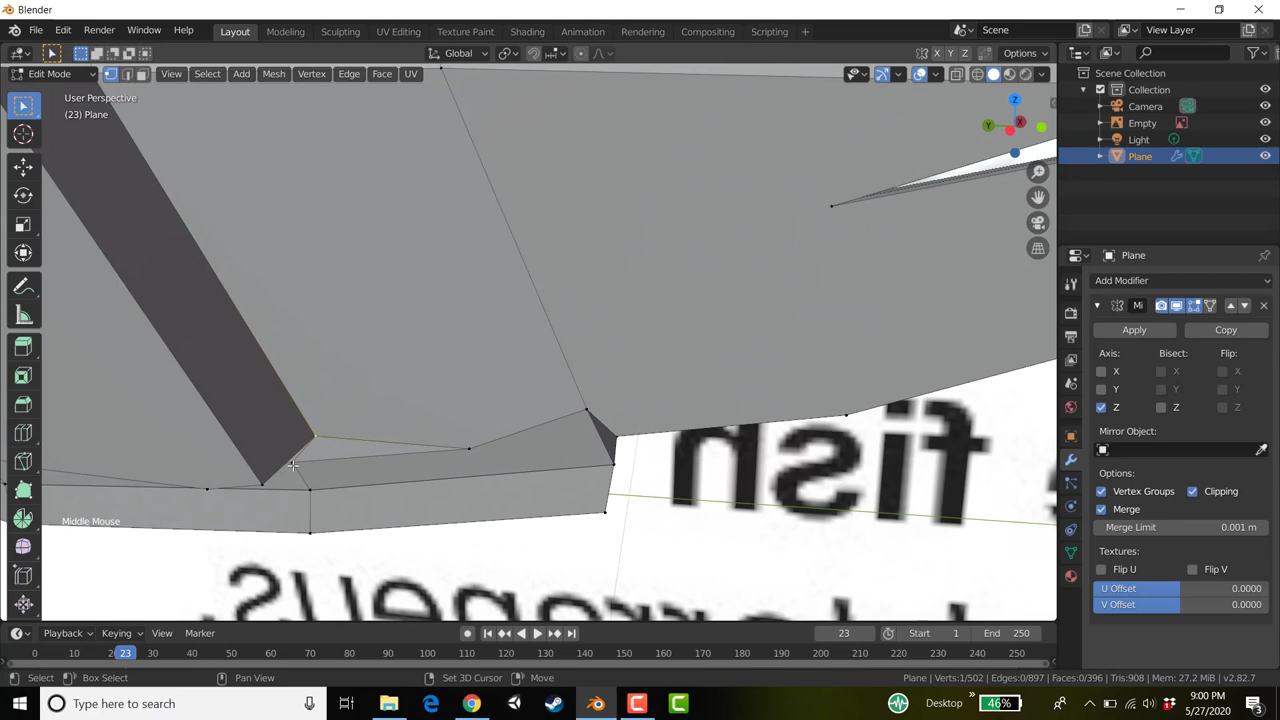 Blender
File Edit Render Window Help Layout Modeling Sculpting UV Editing Texture Paint Shading Animation Rendering Compositing Scripting + Scene View Layer
Global X Y Z Options
Edit Mode View Select Add Mesh Vertex Edge Face UV
User Perspective
(23) Plane
Z
Y
X
Scene Collection
Collection
Camera
Empty
Light
Plane
Plane
Add Modifier
Mi
Apply Copy
Axis: Bisect: Flip:
X X X
Y Y Y
Z Z Z
Mirror Object:
Options:
Vertex Groups Clipping
Merge
Merge Limit 0.001 m
Textures:
Flip U Flip V
U Offset 0.0000
V Offset 0.0000
Middle Mouse
Playback Keying View Marker 23 Start 1 End 250
0 10 23 30 40 50 60 70 80 90 100 110 120 130 140 150 160 170 180 190 200 210 220 230 240 250
Select Box Select Pan View Set 3D Cursor Move Plane | Verts:1/502 | Edges:0/897 | Faces:0/396 | Tris:908 | Mem: 27.2 MiB | v2.82.7
Type here to search Desktop » 46% 9:00 PM
5/27/2020